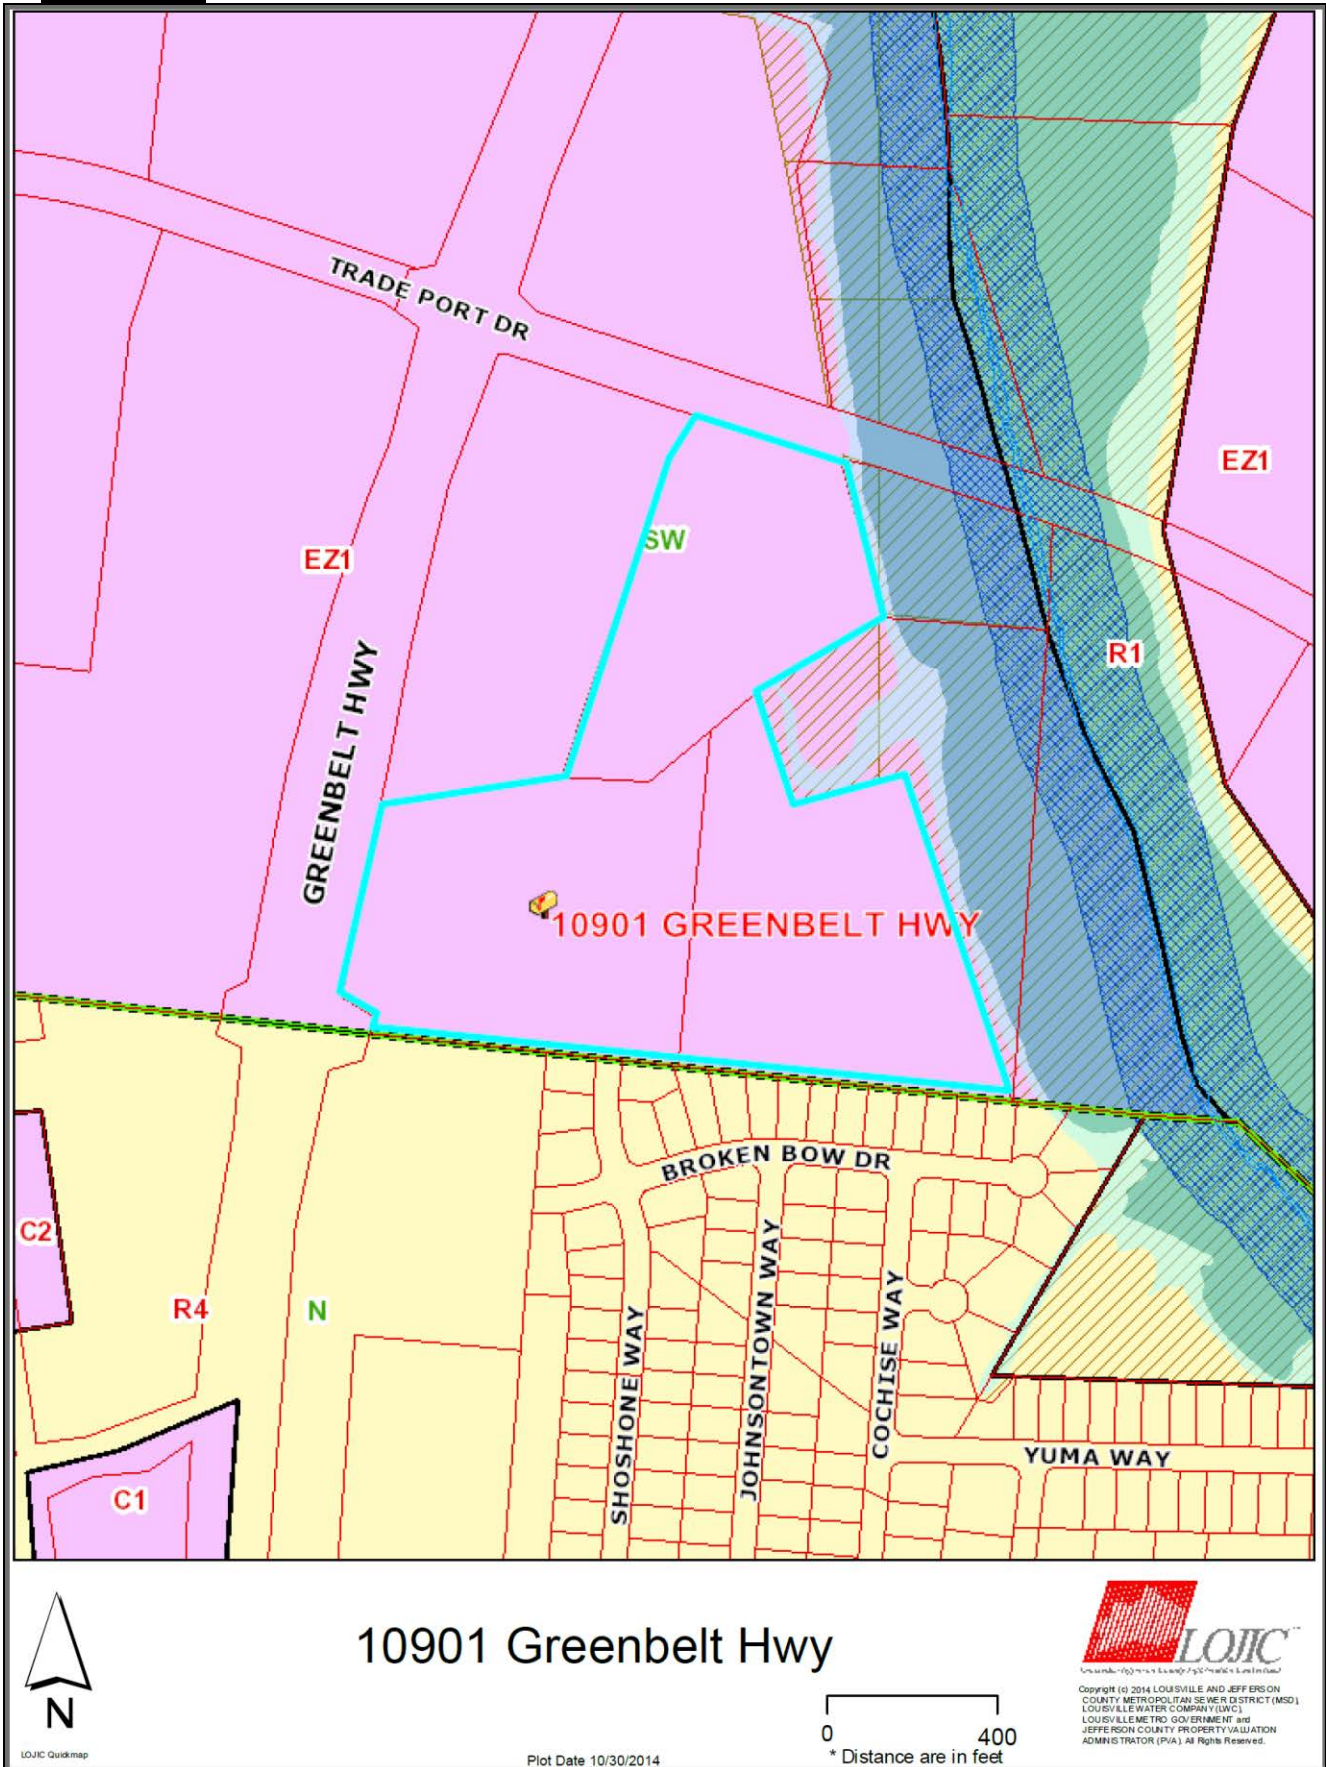 TRADE PORT DR
EZ1
SW
EZ1
R1
GREENBELT HWY
10901 GREENBELT HWY
BROKEN BOW DR
C2
R4
N
SHOSHONE WAY
JOHNSONTOWN WAY
COCHISE WAY
YUMA WAY
C1
N
LOJIC Quickmap
10901 Greenbelt Hwy
Plot Date 10/30/2014
0 400
* Distance are in feet
LOJIC
Copyright (c) 2014 LOUISVILLE AND JEFFERSON
COUNTY METROPOLITAN SEWER DISTRICT (MSD),
LOUISVILLE WATER COMPANY (LWC),
LOUISVILLE METRO GOVERNMENT and
JEFFERSON COUNTY PROPERTY VALUATION
ADMINISTRATOR (PVA). All Rights Reserved.